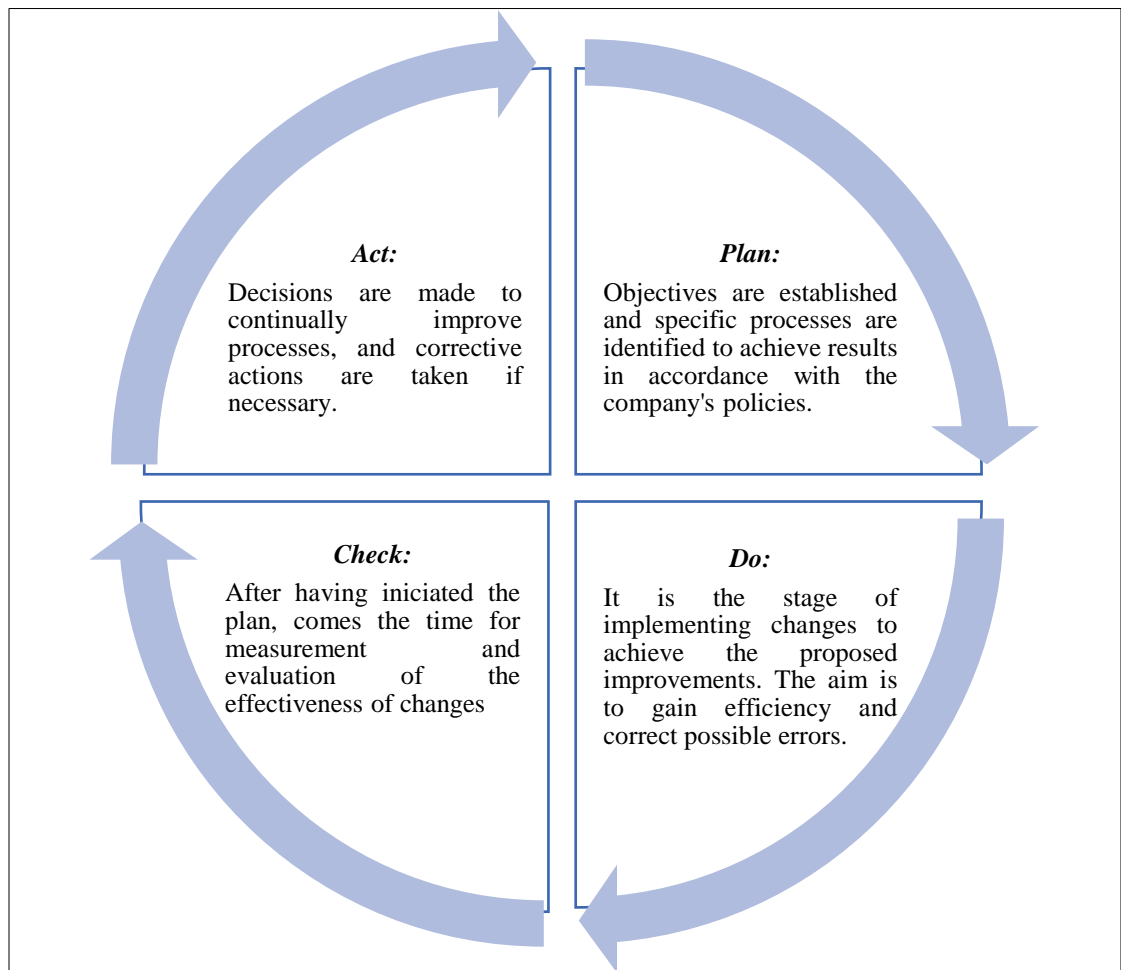 Act:
Decisions are made to
continually improve
processes, and corrective
actions are taken if
necessary.
Plan:
Objectives are established
and specific processes are
identified to achieve results
in accordance with the
company's policies.
Check:
After having iniciated the
plan, comes the time for
measurement and
evaluation of the
effectiveness of changes
Do:
It is the stage of
implementing changes to
achieve the proposed
improvements. The aim is
to gain efficiency and
correct possible errors.